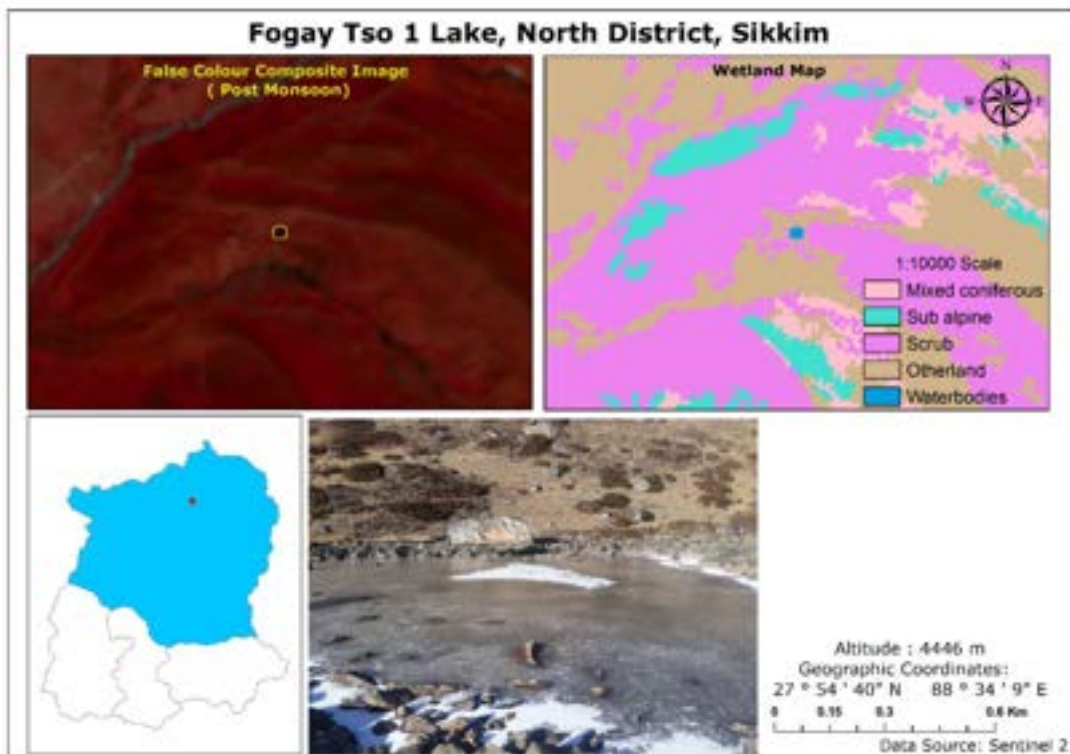 Fogay Tso 1 Lake, North District, Sikkim
False Colour Composite Image
( Post Monsoon)
Wetland Map
N
W E
S
1:10000 Scale
Mixed coniferous
Sub alpine
Scrub
Otherland
Waterbodies
Altitude : 4446 m
Geographic Coordinates:
27 ° 54 ' 40" N 88 ° 34 ' 9" E
0 0.15 0.3 0.6 Km
Data Source: Sentinel 2